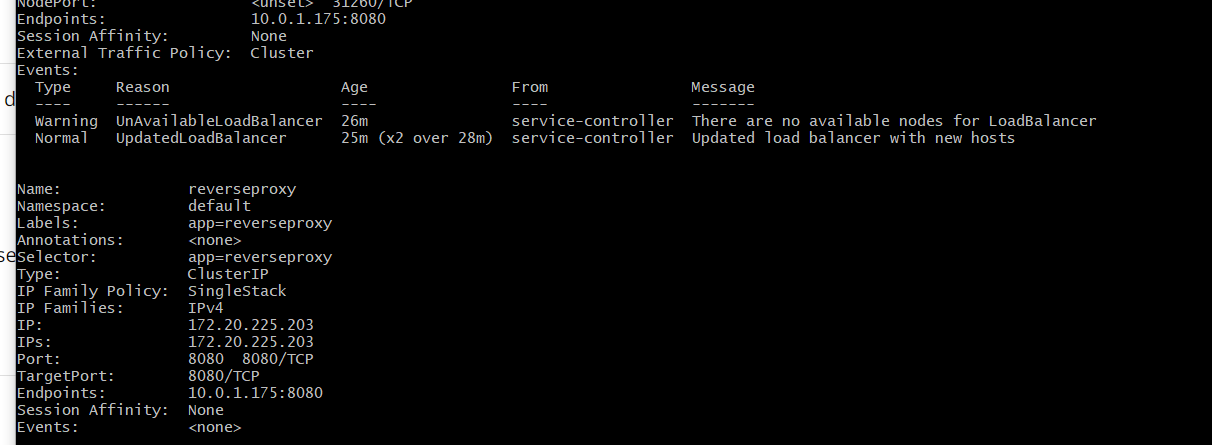 NodePort:                 <unset>  31260/TCP
Endpoints:                10.0.1.175:8080
Session Affinity:         None
External Traffic Policy:  Cluster
Events:
  Type     Reason                   Age                  From                Message
  ----     ------                   ----                 ----                -------
  Warning  UnAvailableLoadBalancer  26m                  service-controller  There are no available nodes for LoadBalancer
  Normal   UpdatedLoadBalancer      25m (x2 over 28m)  service-controller  Updated load balancer with new hosts
Name:              reverseproxy
Namespace:         default
Labels:            app=reverseproxy
Annotations:       <none>
Selector:          app=reverseproxy
Type:              ClusterIP
IP Family Policy:  SingleStack
IP Families:       IPv4
IP:                172.20.225.203
IPs:               172.20.225.203
Port:              8080  8080/TCP
TargetPort:        8080/TCP
Endpoints:         10.0.1.175:8080
Session Affinity:  None
Events:            <none>